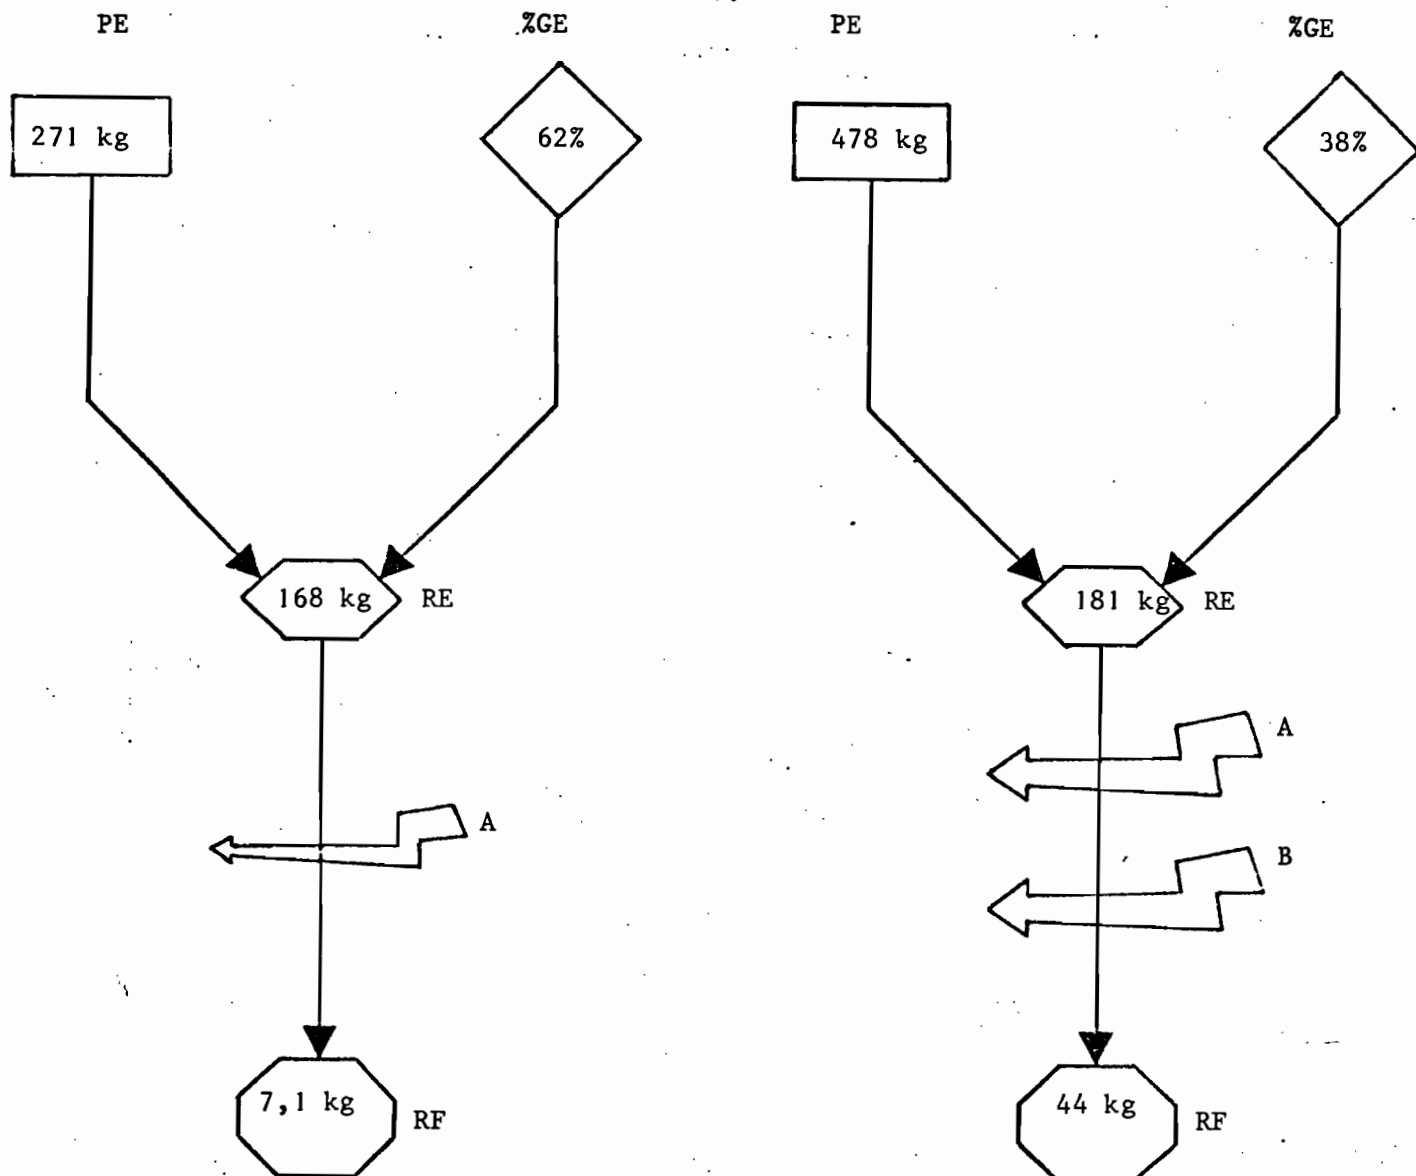 PE %GE PE %GE
271 kg 62% 478 kg 38%
168 kg RE 181 kg RE
A
A
B
7,1 kg RF 44 kg RF